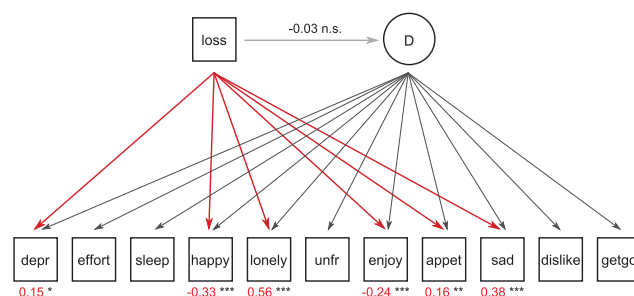 loss
-0.03 n.s.
D
depr effort sleep happy lonely unfr enjoy appet sad dislike getgo
0.15 * -0.33 *** 0.56 *** -0.24 *** 0.16 ** 0.38 ***